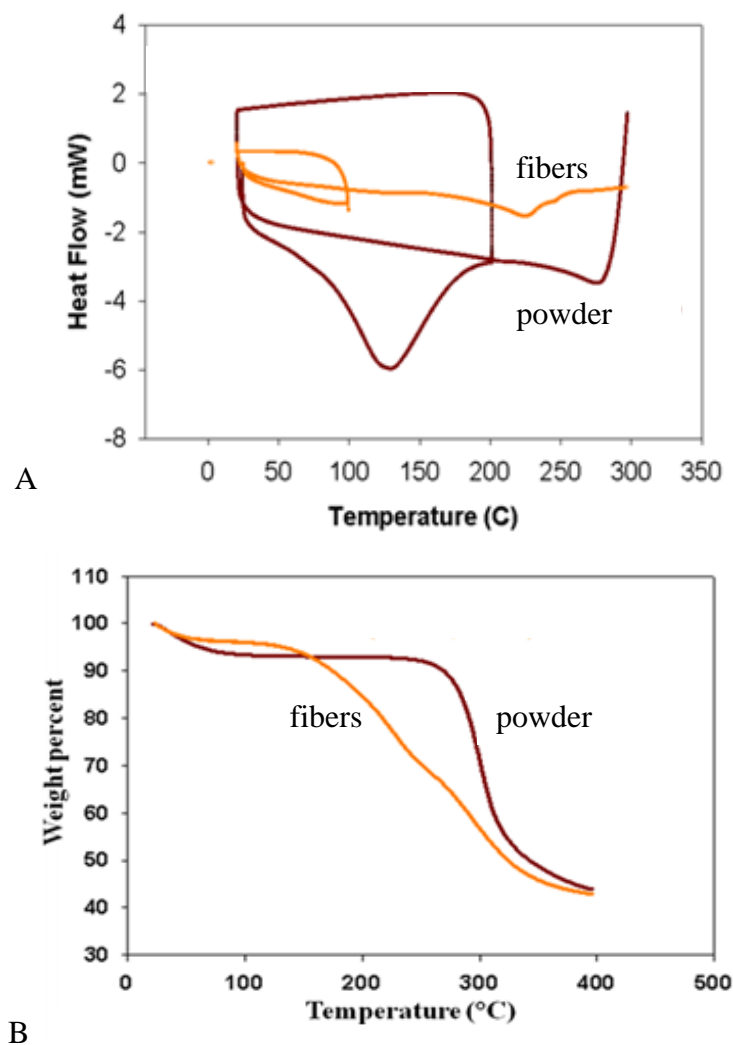 4
2
0
-2
-4
-6
-8
Heat Flow (mW)
fibers
powder
0 50 100 150 200 250 300 350
Temperature (C)
A
110
100
90
80
70
60
50
40
30
Weight percent
fibers powder
0 100 200 300 400 500
Temperature (°C)
B